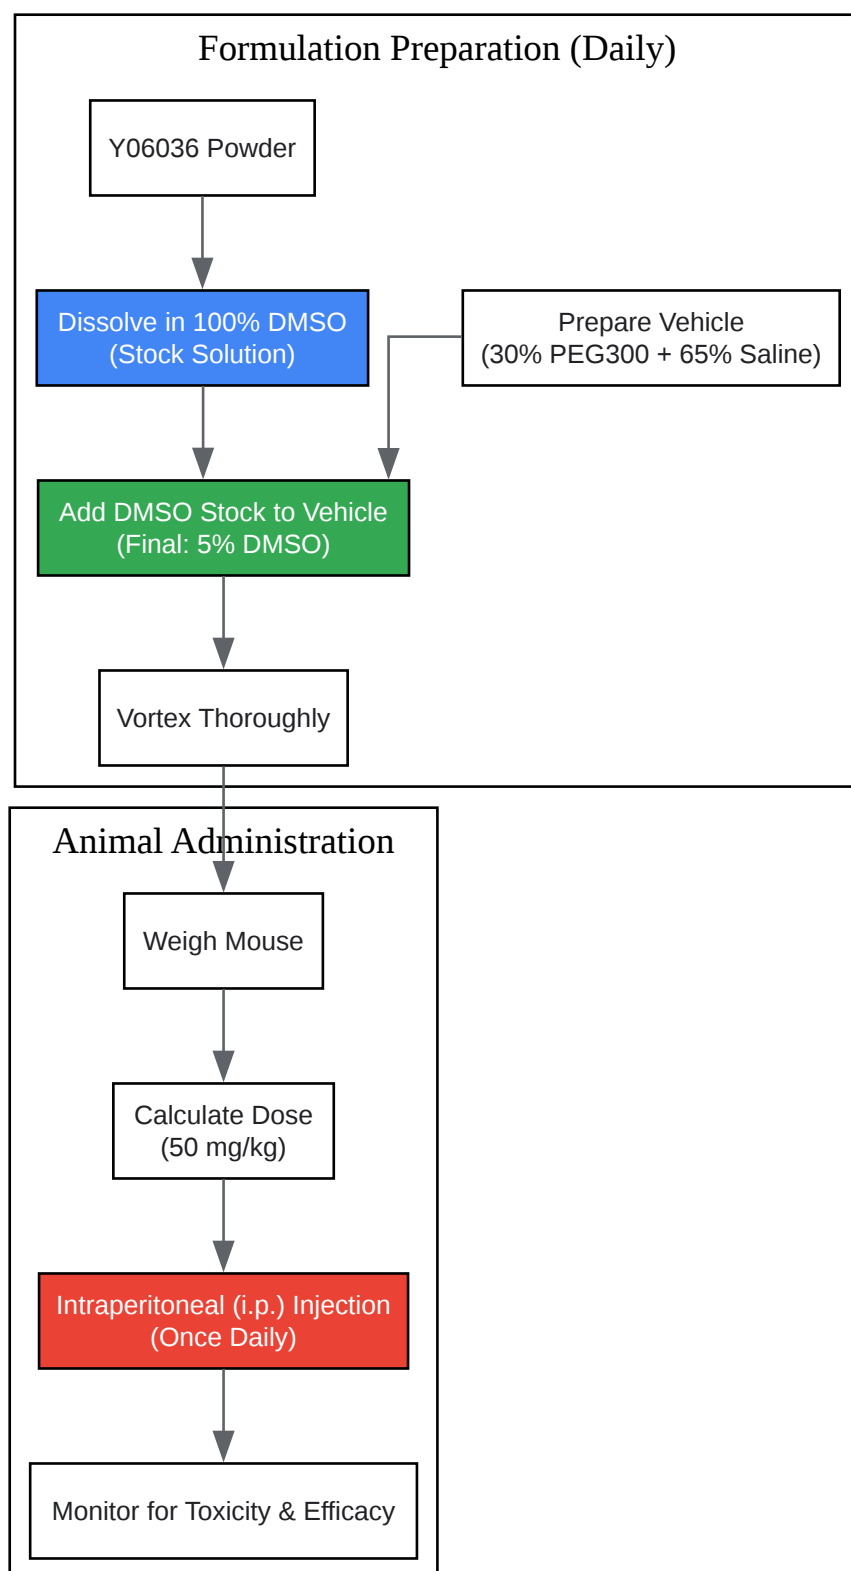 Formulation Preparation (Daily)
Y06036 Powder
Dissolve in 100% DMSO
(Stock Solution)
Prepare Vehicle
(30% PEG300 + 65% Saline)
Add DMSO Stock to Vehicle
(Final: 5% DMSO)
Vortex Thoroughly
Animal Administration
Weigh Mouse
Calculate Dose
(50 mg/kg)
Intraperitoneal (i.p.) Injection
(Once Daily)
Monitor for Toxicity & Efficacy